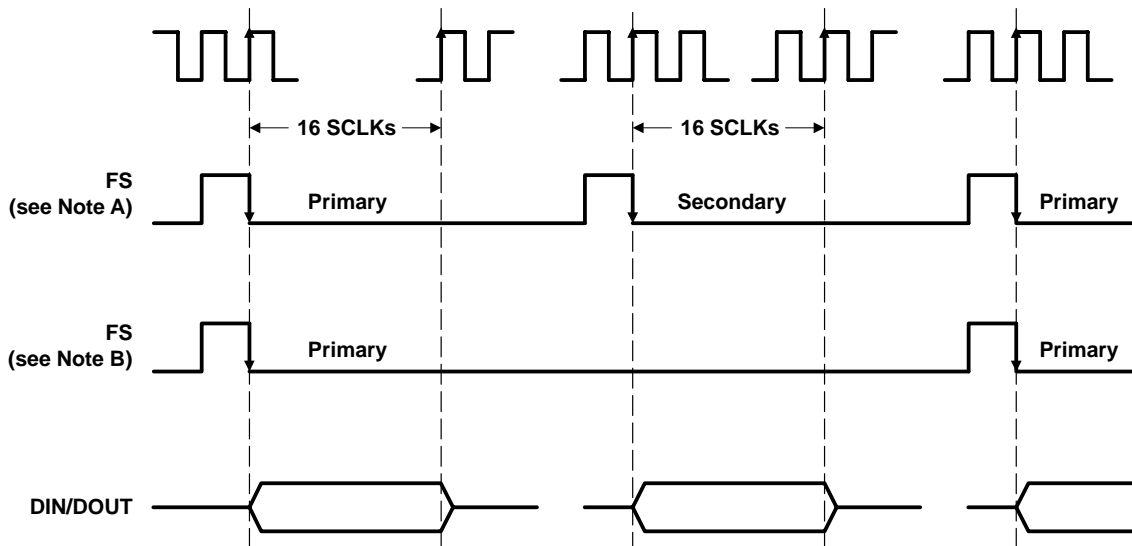 16 SCLKs
16 SCLKs
FS
(see Note A)
Primary
Secondary
Primary
FS
(see Note B)
Primary
Primary
DIN/DOUT